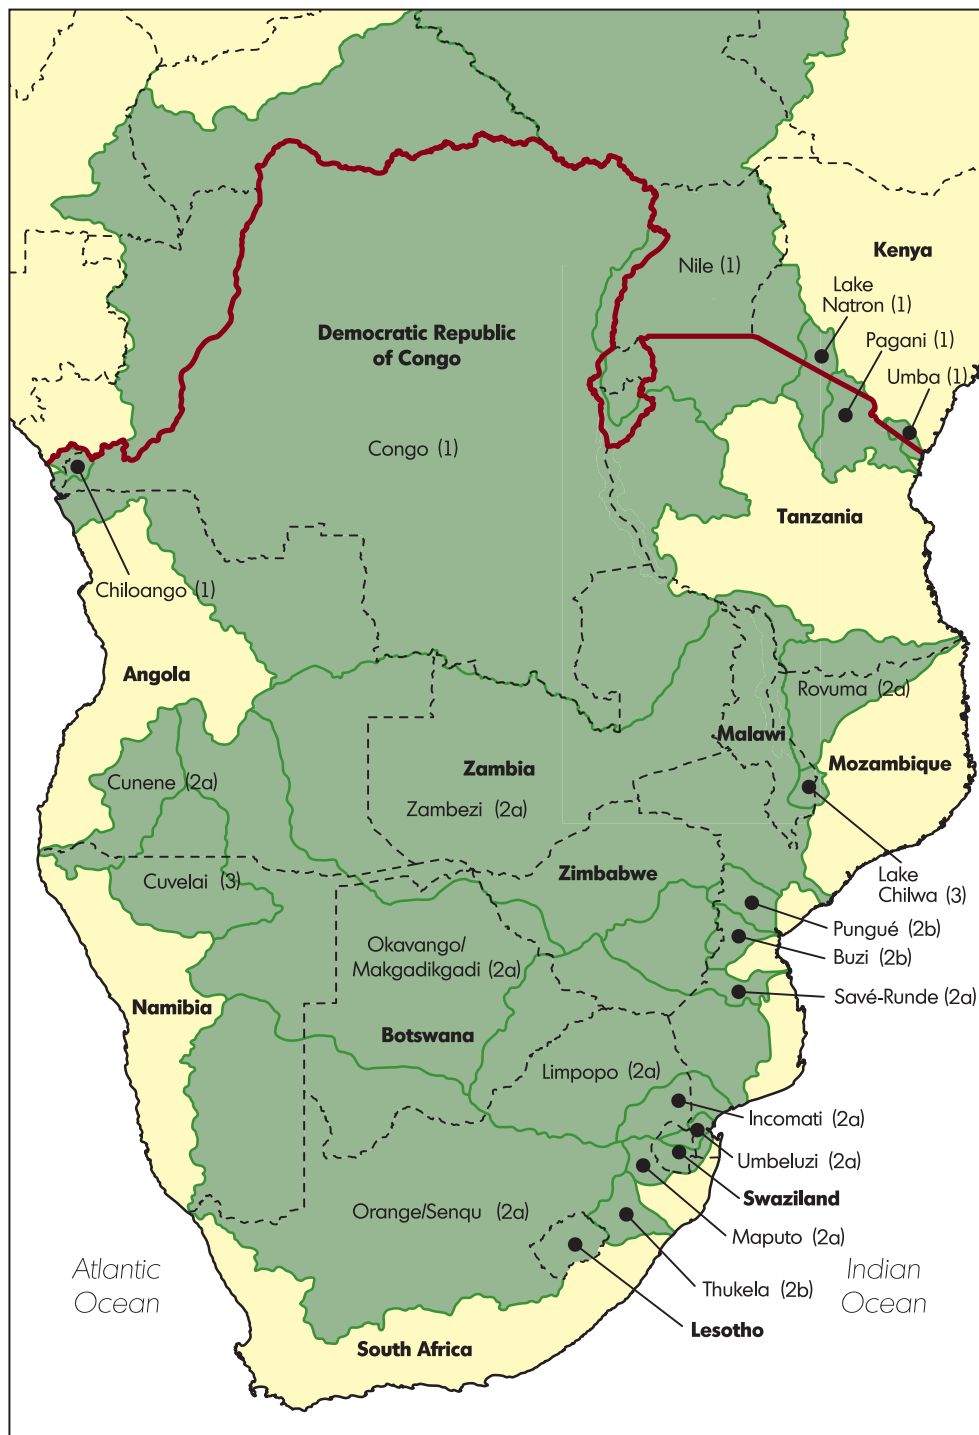 Kenya
Nile (1)
Lake
Natron (1)
Democratic Republic
of Congo
Pagani (1)
Umba (1)
Congo (1)
Tanzania
Chiloango (1)
Angola
Rovuma (2a)
Malawi
Mozambique
Zambia
Cunene (2a)
Zambezi (2a)
Zimbabwe
Cuvelai (3)
Lake
Chilwa (3)
Pungué (2b)
Okavango/
Makgadikgadi (2a)
Buzi (2b)
Savé-Runde (2a)
Namibia
Botswana
Limpopo (2a)
Incomati (2a)
Umbeluzi (2a)
Swaziland
Orange/Senqu (2a)
Maputo (2a)
Atlantic
Ocean
Indian
Ocean
Thukela (2b)
Lesotho
South Africa